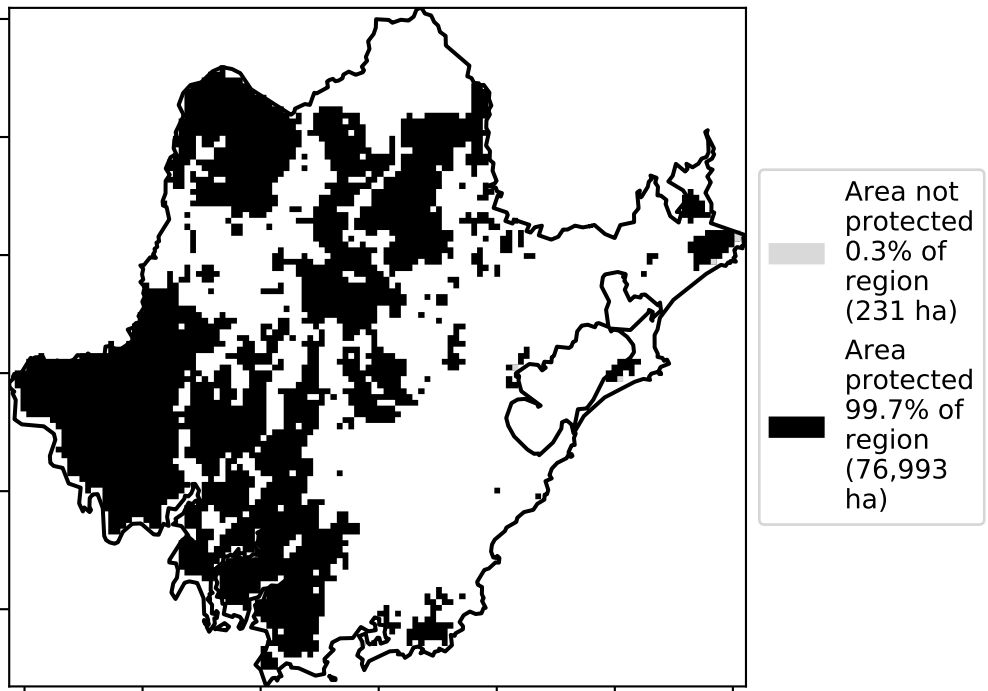 Area not
protected
0.3% of
region
(231 ha)
Area
protected
99.7% of
region
(76,993
ha)